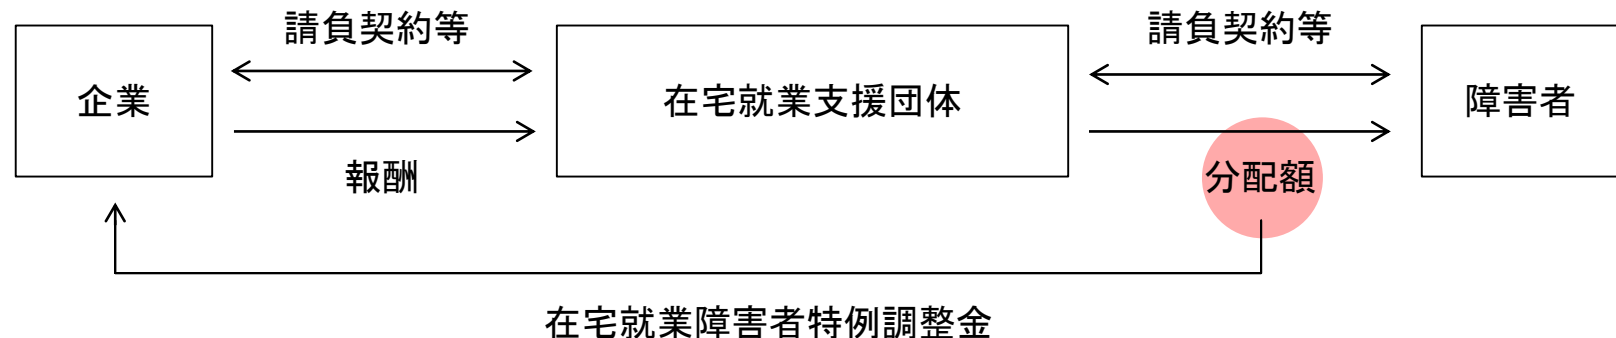 請負契約等
請負契約等
企業
在宅就業支援団体
障害者
報酬
分配額
在宅就業障害者特例調整金